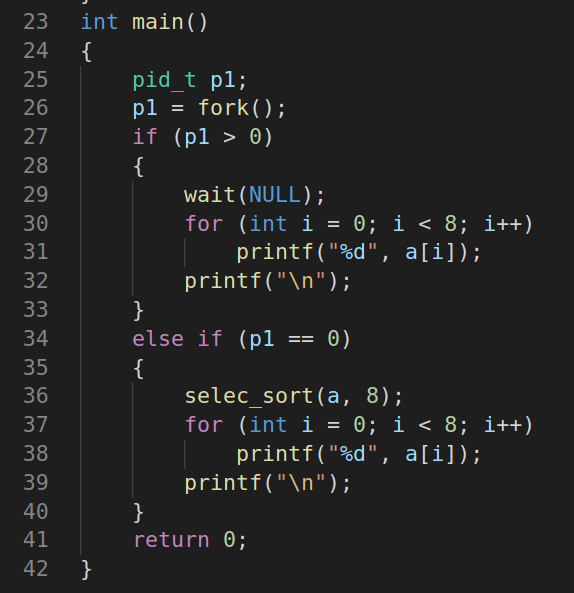 23 int main()
24 {
25     pid_t p1;
26     p1 = fork();
27     if (p1 > 0)
28     {
29         wait(NULL);
30         for (int i = 0; i < 8; i++)
31             printf("%d", a[i]);
32         printf("\n");
33     }
34     else if (p1 == 0)
35     {
36         selec_sort(a, 8);
37         for (int i = 0; i < 8; i++)
38             printf("%d", a[i]);
39         printf("\n");
40     }
41     return 0;
42 }